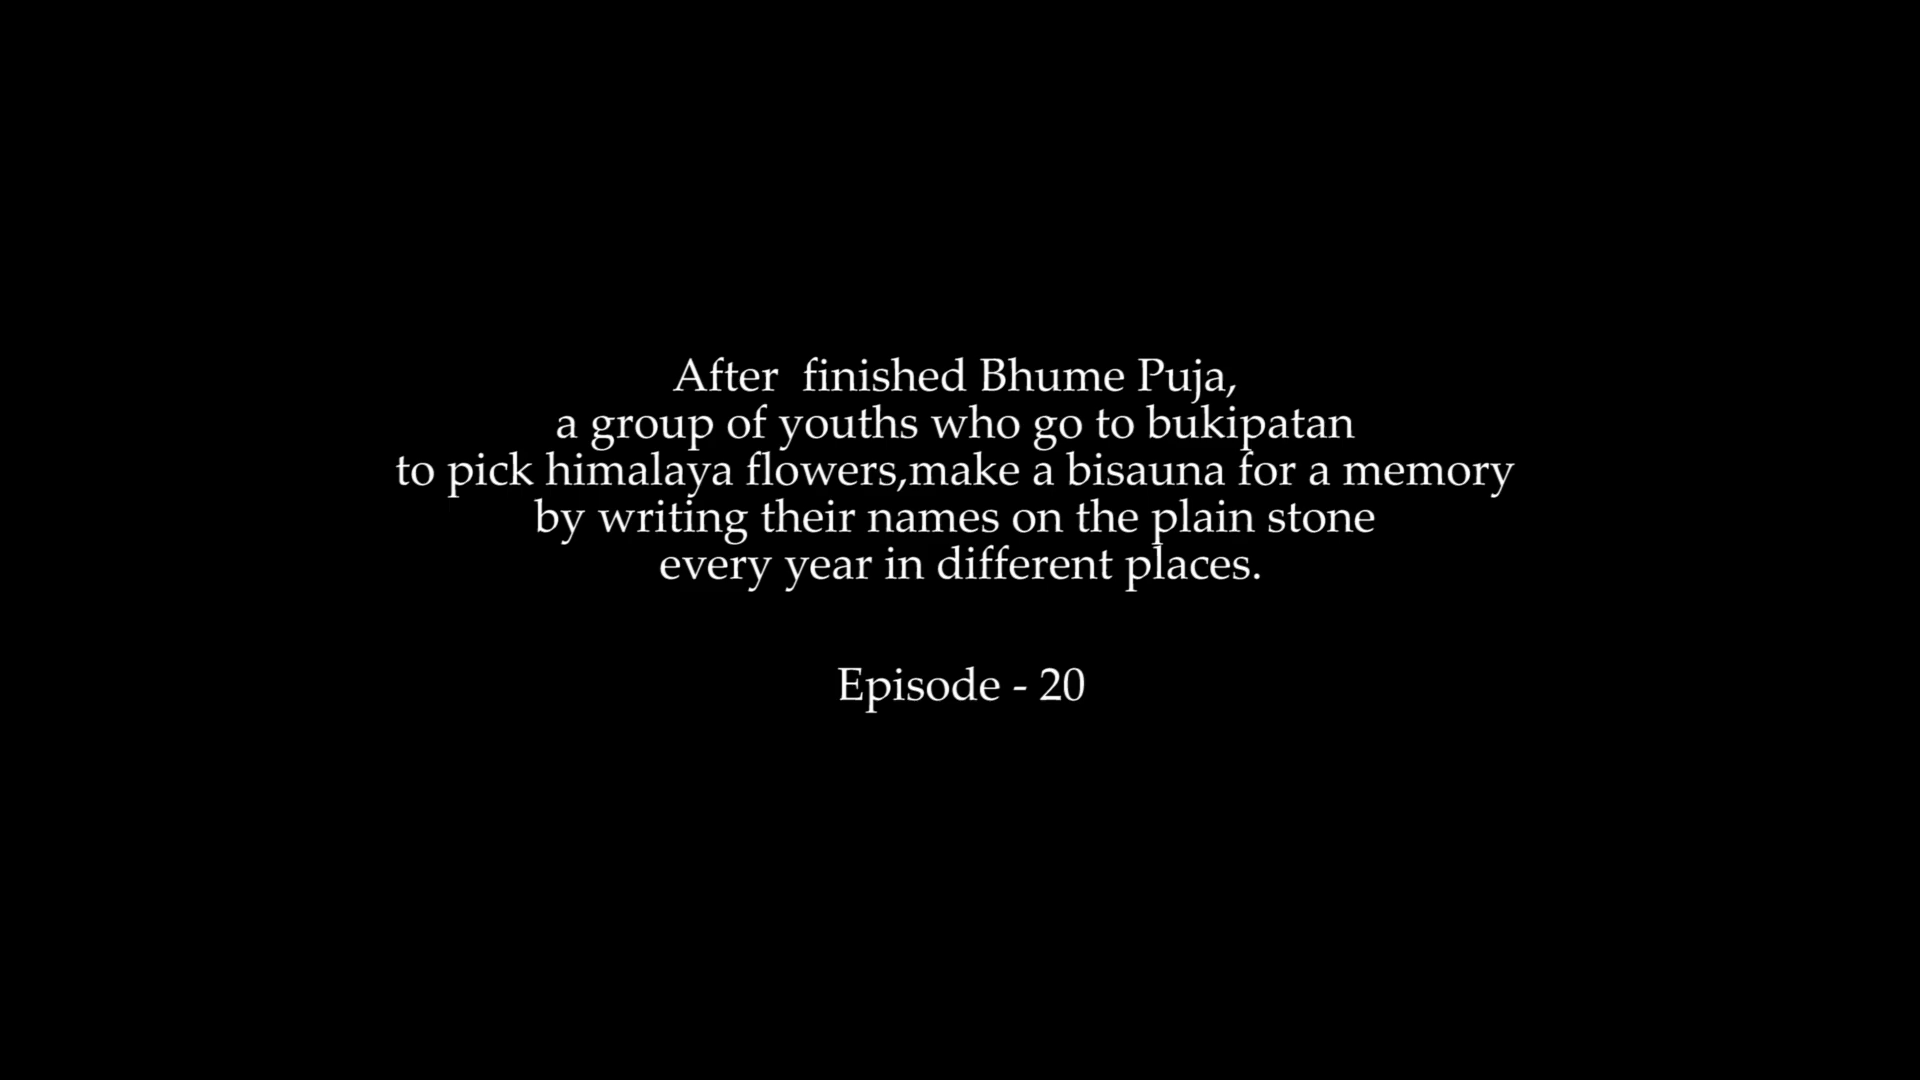 After  finished Bhume Puja,
a group of youths who go to bukipatan
to pick himalaya flowers,make a bisauna for a memory
by writing their names on the plain stone
every year in different places.
Episode - 20